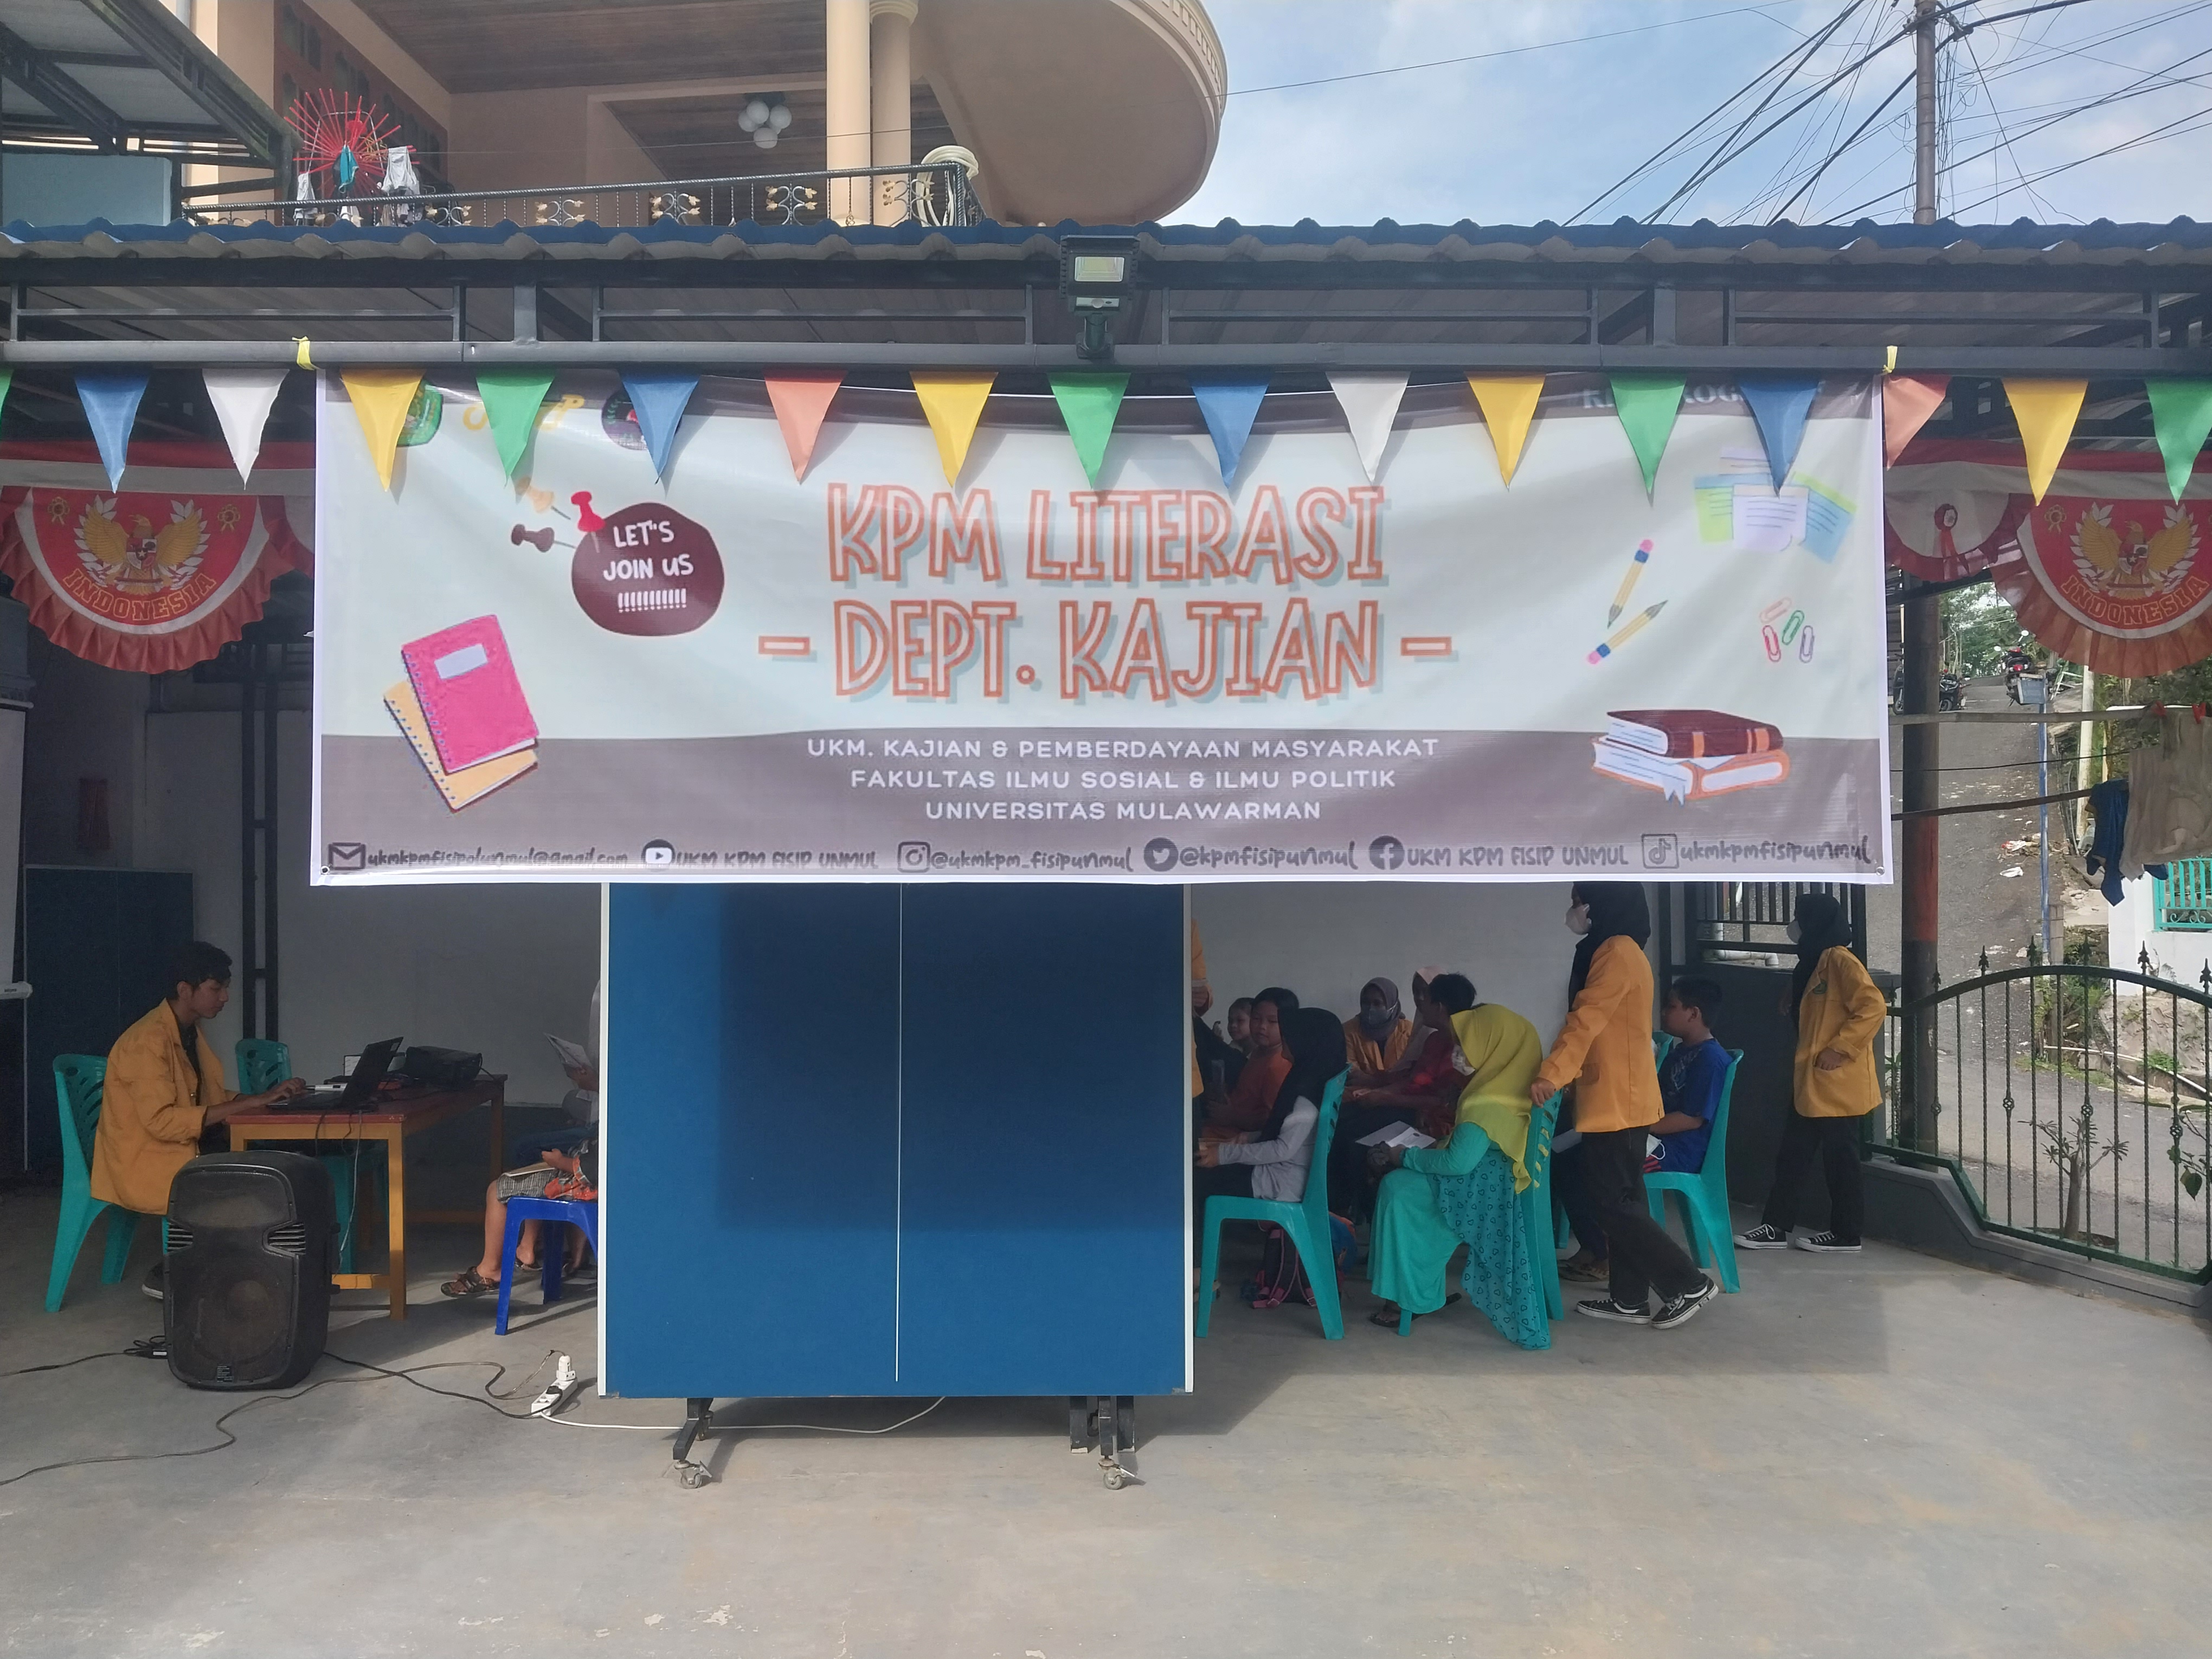 LET'S
JOIN US
!!!!!!!!!!!
KPM LITERASI
- DEPT. KAJIAN -
UKM. KAJIAN & PEMBERDAYAAN MASYARAKAT
FAKULTAS ILMU SOSIAL & ILMU POLITIK
UNIVERSITAS MULAWARMAN
ukmkpmfisipolunmul@gmail.com UKM KPM FISIP UNMUL @ukmkpm_fisipunmul @kpmfisipunmul UKM KPM FISIP UNMUL ukmkpmfisipunmul
INDONESIA
INDONESIA